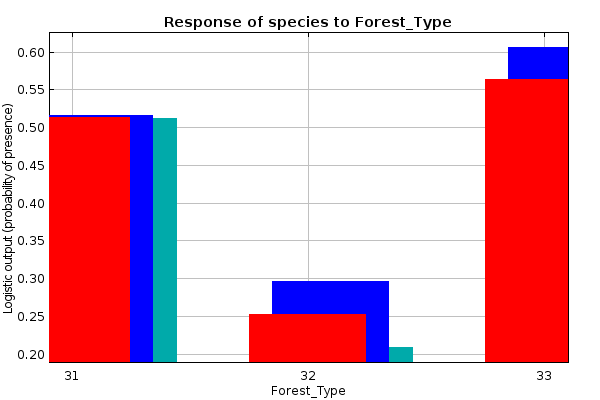 Response of species to Forest_Type
Logistic output (probability of presence)
0.60
0.55
0.50
0.45
0.40
0.35
0.30
0.25
0.20
31 32 33
Forest_Type